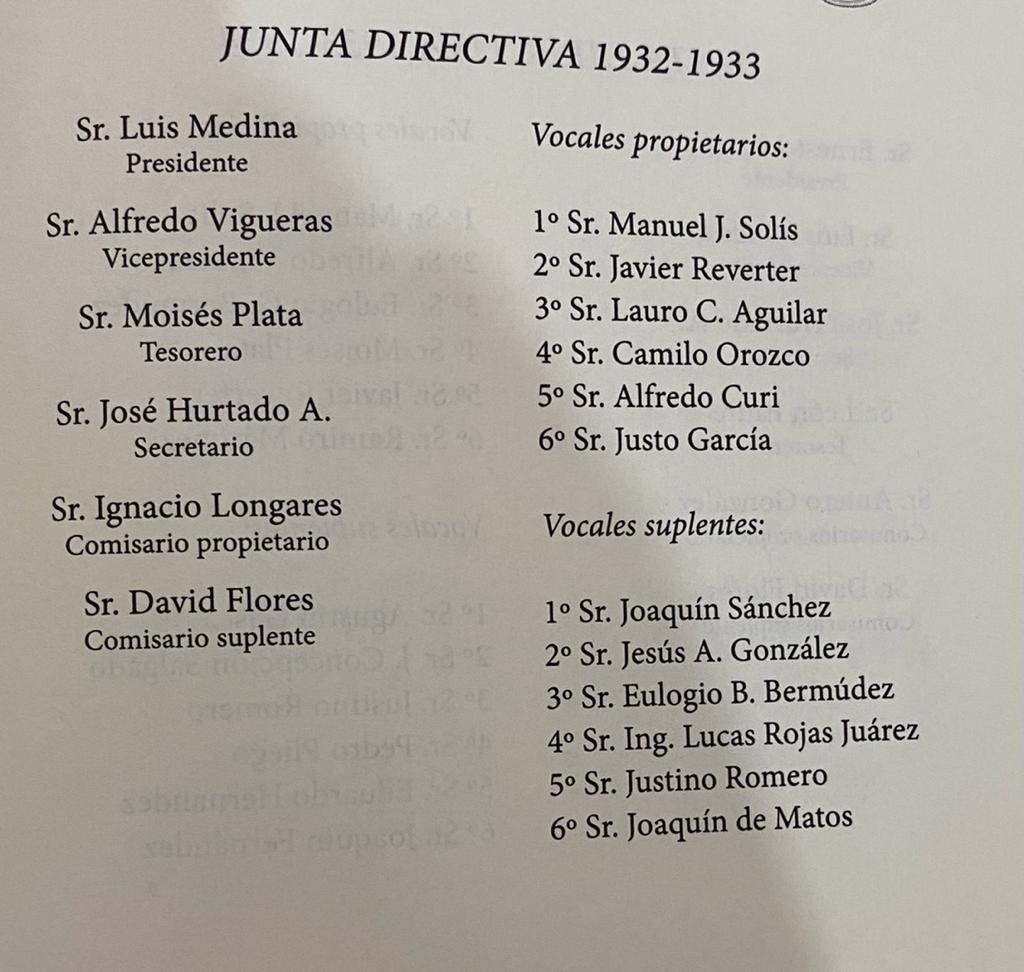 JUNTA DIRECTIVA 1932-1933
Sr. Luis Medina
Presidente
Sr. Alfredo Vigueras
Vicepresidente
Sr. Moisés Plata
Tesorero
Sr. José Hurtado A.
Secretario
Sr. Ignacio Longares
Comisario propietario
Sr. David Flores
Comisario suplente
Vocales propietarios:
1º Sr. Manuel J. Solís
2º Sr. Javier Reverter
3º Sr. Lauro C. Aguilar
4º Sr. Camilo Orozco
5º Sr. Alfredo Curi
6º Sr. Justo García
Vocales suplentes:
1º Sr. Joaquín Sánchez
2º Sr. Jesús A. González
3º Sr. Eulogio B. Bermúdez
4º Sr. Ing. Lucas Rojas Juárez
5º Sr. Justino Romero
6º Sr. Joaquín de Matos